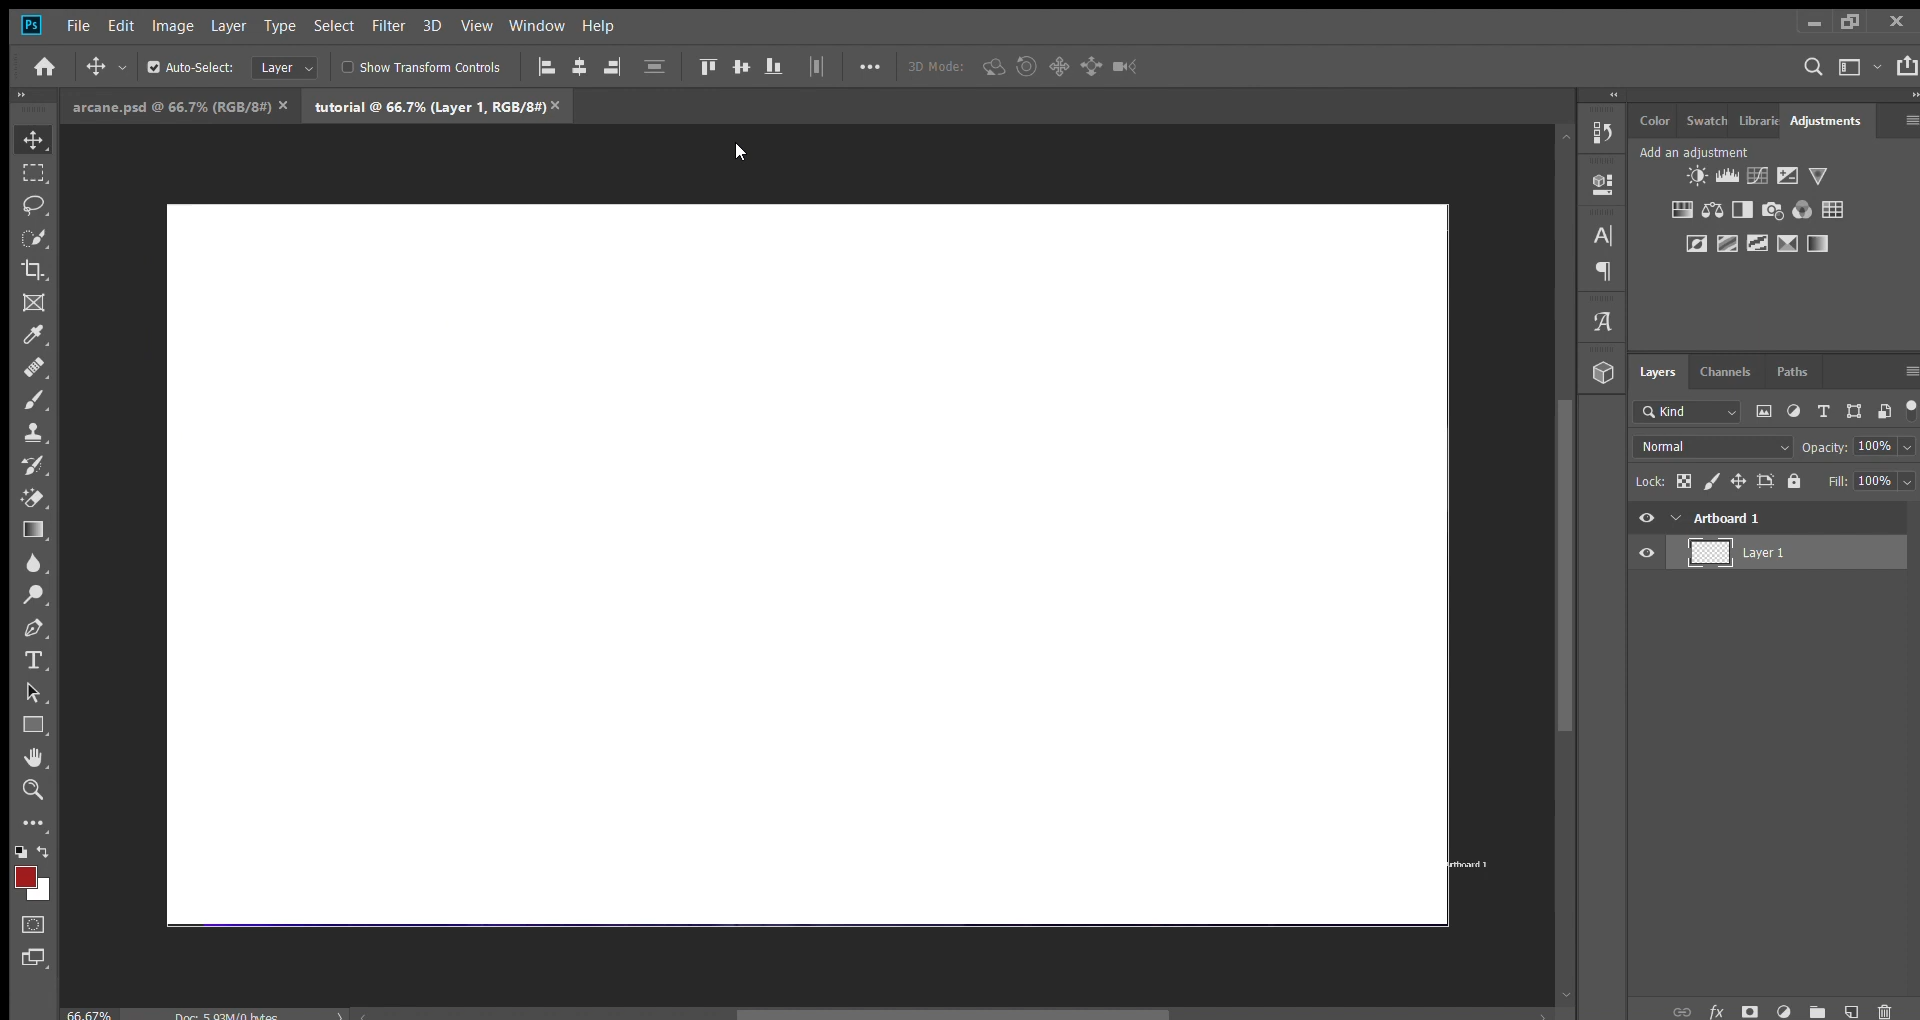 Ps File Edit Image Layer Type Select Filter 3D View Window Help
Auto-Select: Layer Show Transform Controls 3D Mode:
arcane.psd @ 66.7% (RGB/8#) tutorial @ 66.7% (Layer 1, RGB/8#)
Color Swatch Librarie Adjustments
Add an adjustment
Layers Channels Paths
Kind
Normal Opacity: 100%
Lock: Fill: 100%
Artboard 1
Layer 1
Artboard 1
66.67% Doc: 5.93M/0 bytes